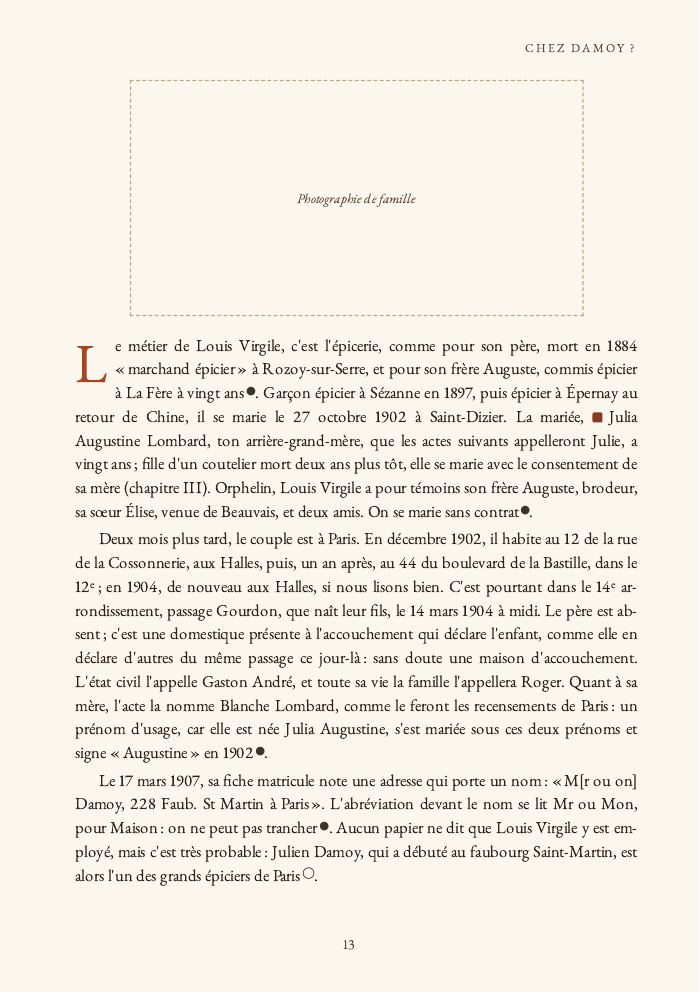 CHEZ DAMOY ?
Photographie de famille
Le métier de Louis Virgile, c'est l'épicerie, comme pour son père, mort en 1884
« marchand épicier » à Rozoy-sur-Serre, et pour son frère Auguste, commis épicier
à La Fère à vingt ans●. Garçon épicier à Sézanne en 1897, puis épicier à Épernay au
retour de Chine, il se marie le 27 octobre 1902 à Saint-Dizier. La mariée, ■ Julia
Augustine Lombard, ton arrière-grand-mère, que les actes suivants appelleront Julie, a
vingt ans ; fille d'un coutelier mort deux ans plus tôt, elle se marie avec le consentement de
sa mère (chapitre III). Orphelin, Louis Virgile a pour témoins son frère Auguste, brodeur,
sa sœur Élise, venue de Beauvais, et deux amis. On se marie sans contrat●.
Deux mois plus tard, le couple est à Paris. En décembre 1902, il habite au 12 de la rue
de la Cossonnerie, aux Halles, puis, un an après, au 44 du boulevard de la Bastille, dans le
12ᵉ ; en 1904, de nouveau aux Halles, si nous lisons bien. C'est pourtant dans le 14ᵉ ar-
rondissement, passage Gourdon, que naît leur fils, le 14 mars 1904 à midi. Le père est ab-
sent ; c'est une domestique présente à l'accouchement qui déclare l'enfant, comme elle en
déclare d'autres du même passage ce jour-là : sans doute une maison d'accouchement.
L'état civil l'appelle Gaston André, et toute sa vie la famille l'appellera Roger. Quant à sa
mère, l'acte la nomme Blanche Lombard, comme le feront les recensements de Paris : un
prénom d'usage, car elle est née Julia Augustine, s'est mariée sous ces deux prénoms et
signe « Augustine » en 1902●.
Le 17 mars 1907, sa fiche matricule note une adresse qui porte un nom : « M[r ou on]
Damoy, 228 Faub. St Martin à Paris ». L'abréviation devant le nom se lit Mr ou Mon,
pour Maison : on ne peut pas trancher●. Aucun papier ne dit que Louis Virgile y est em-
ployé, mais c'est très probable : Julien Damoy, qui a débuté au faubourg Saint-Martin, est
alors l'un des grands épiciers de Paris○.
13